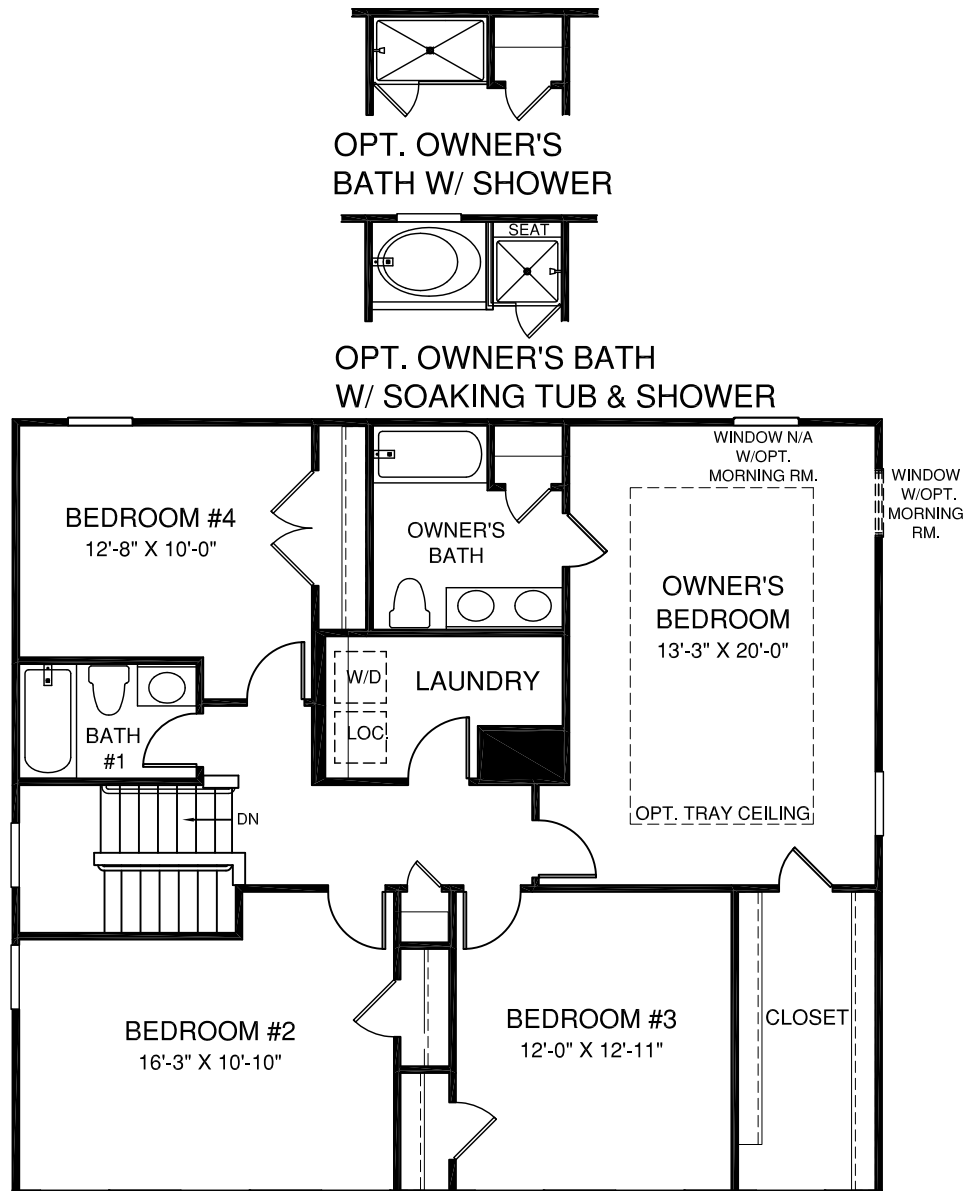 OPT. OWNER'S
BATH W/ SHOWER
SEAT
OPT. OWNER'S BATH
W/ SOAKING TUB & SHOWER
WINDOW N/A
W/OPT.
MORNING RM.
WINDOW
W/OPT.
MORNING
RM.
BEDROOM #4
12'-8" X 10'-0"
OWNER'S
BATH
OWNER'S
BEDROOM
13'-3" X 20'-0"
W/D
LOC.
LAUNDRY
BATH
#1
DN
OPT. TRAY CEILING
BEDROOM #2
16'-3" X 10'-10"
BEDROOM #3
12'-0" X 12'-11"
CLOSET